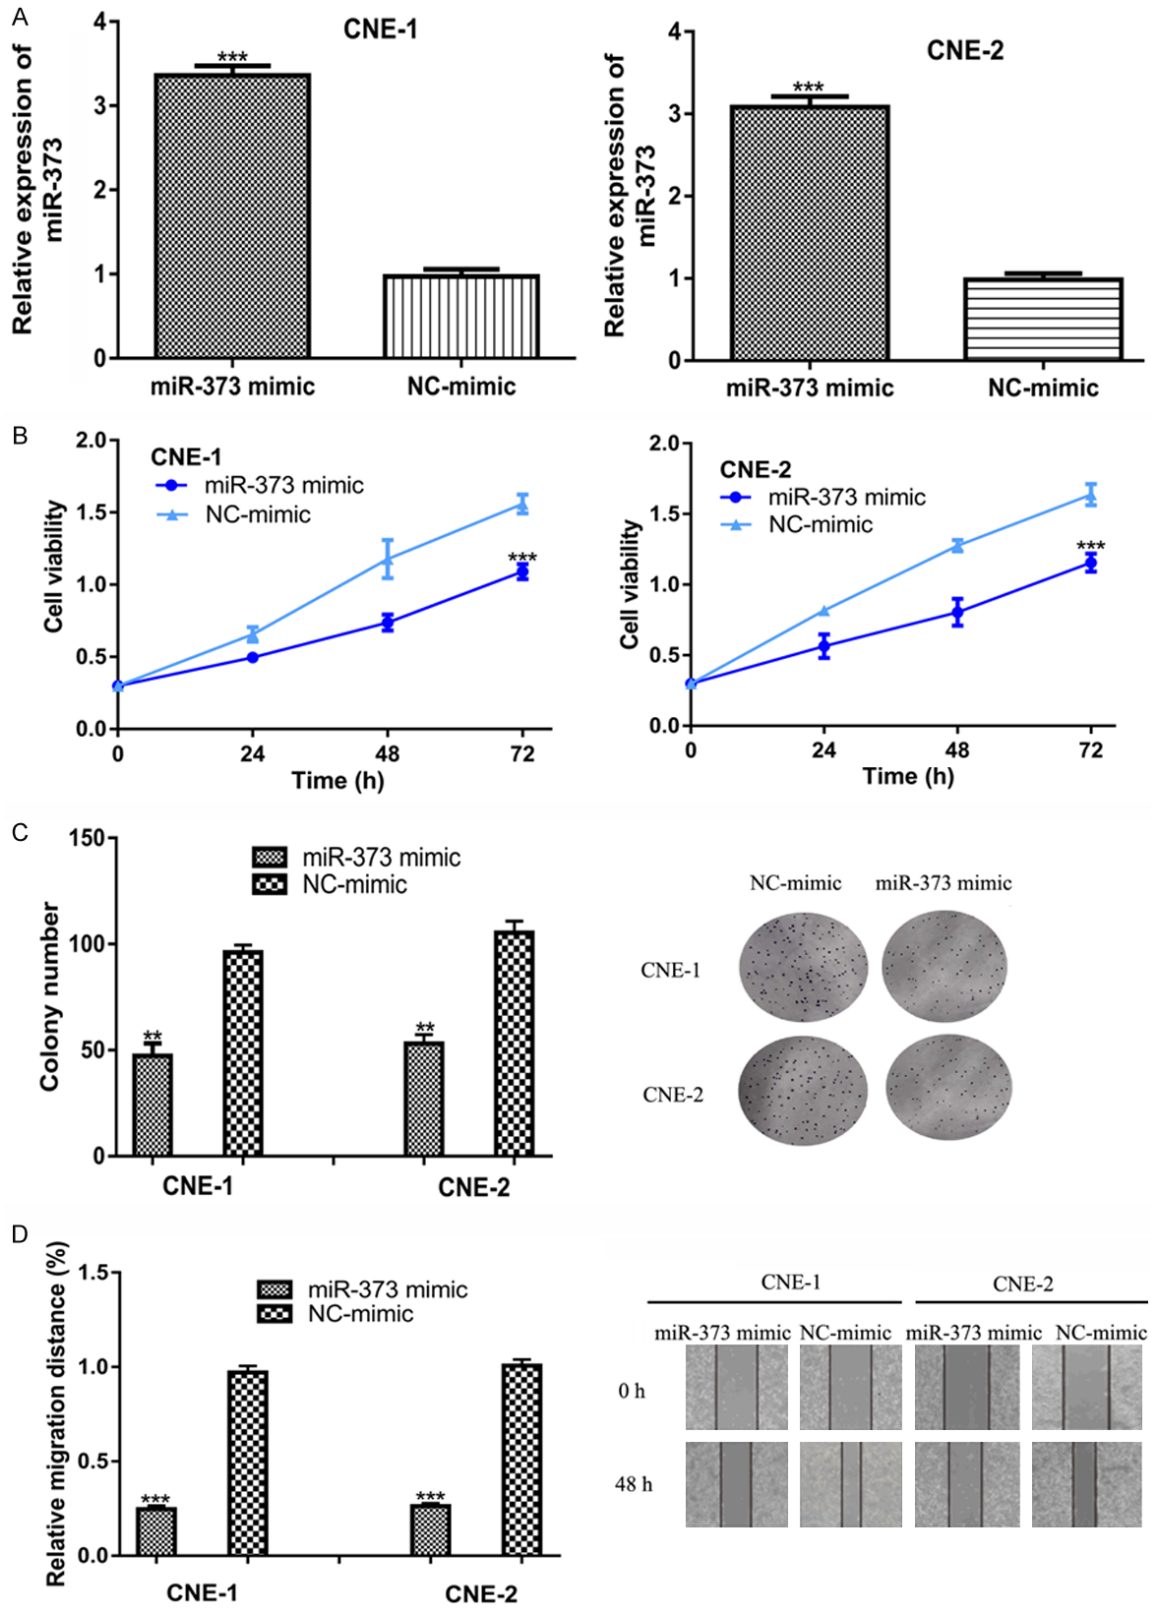 A
CNE-1
Relative expression of
miR-373
4
3
2
1
0
***
miR-373 mimic
NC-mimic
CNE-2
Relative expression of
miR-373
4
3
2
1
0
***
miR-373 mimic
NC-mimic
B
CNE-1
miR-373 mimic
NC-mimic
Cell viability
2.0
1.5
1.0
0.5
0.0
***
0 24 48 72
Time (h)
CNE-2
miR-373 mimic
NC-mimic
Cell viability
2.0
1.5
1.0
0.5
0.0
***
0 24 48 72
Time (h)
C
miR-373 mimic
NC-mimic
Colony number
150
100
50
0
** **
CNE-1 CNE-2
NC-mimic miR-373 mimic
CNE-1
CNE-2
D
miR-373 mimic
NC-mimic
Relative migration distance (%)
1.5
1.0
0.5
0.0
*** ***
CNE-1 CNE-2
CNE-1 CNE-2
miR-373 mimic NC-mimic miR-373 mimic NC-mimic
0 h
48 h